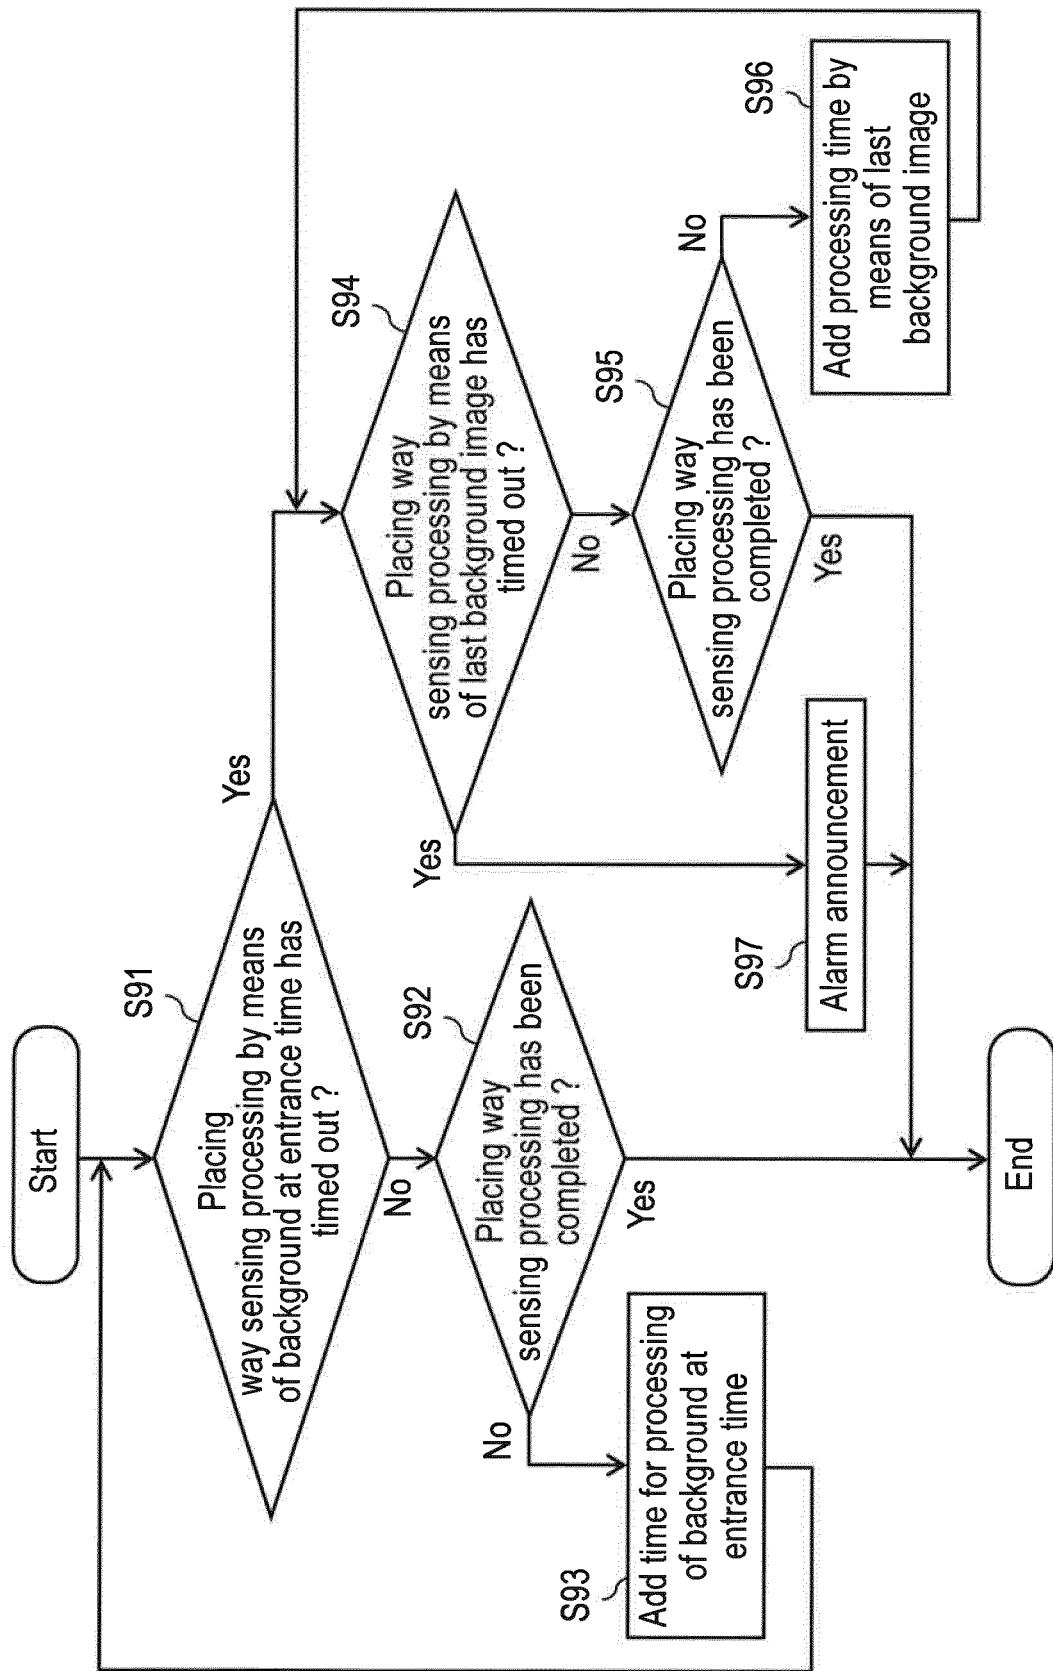 Start
S91
Placing
way sensing processing by means
of background at entrance time has
timed out ?
Yes
No
S92
Placing way
sensing processing has been
completed ?
No
Yes
S93
Add time for processing
of background at
entrance time
S94
Placing way
sensing processing by means
of last background image has
timed out ?
Yes
No
S95
Placing way
sensing processing has been
completed ?
No
Yes
S96
Add processing time by
means of last
background image
S97
Alarm announcement
End